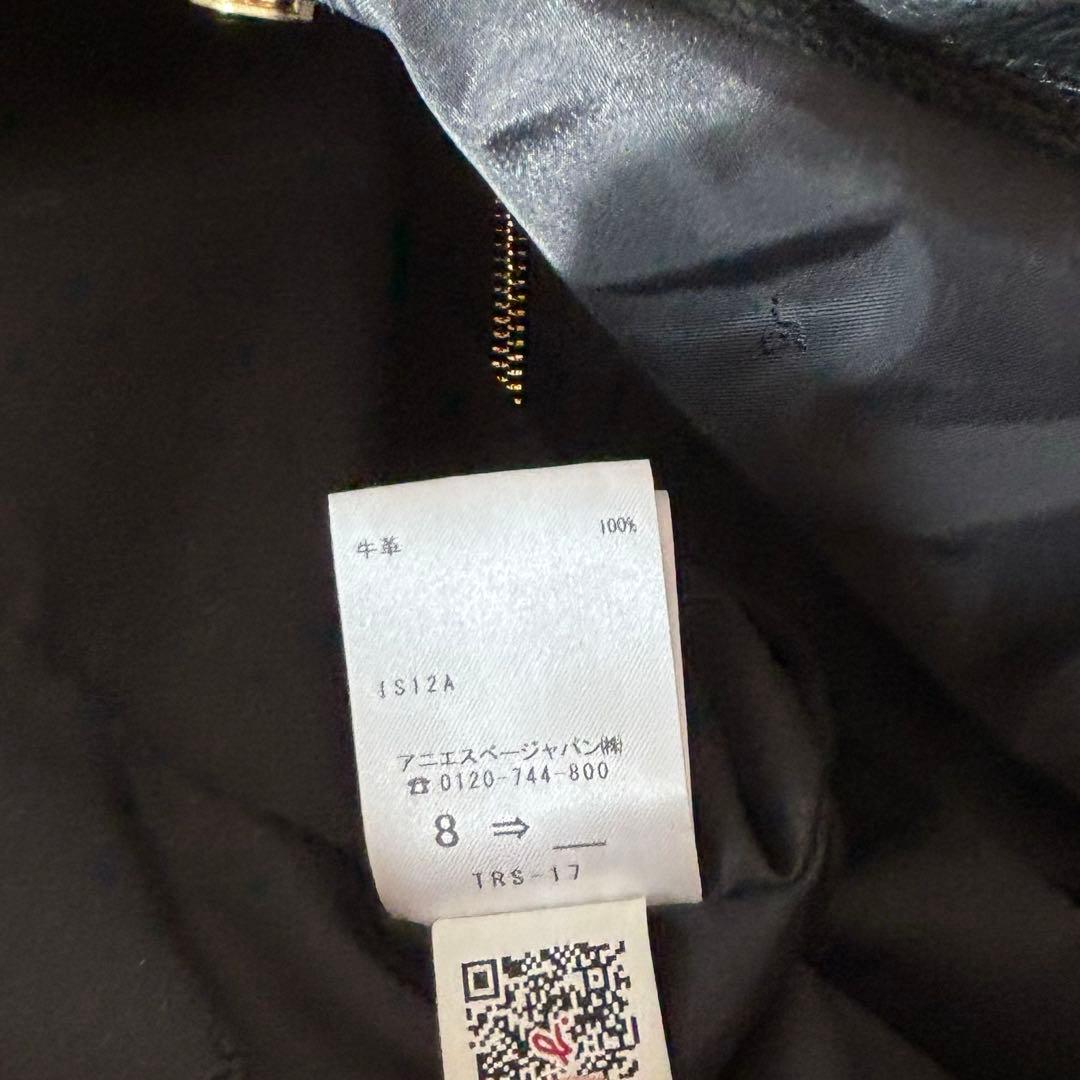 牛革 100%
1S12A
アニエスベージャパン㈱
☎0120-744-800
8 ⇒ __
TRS-17
b.